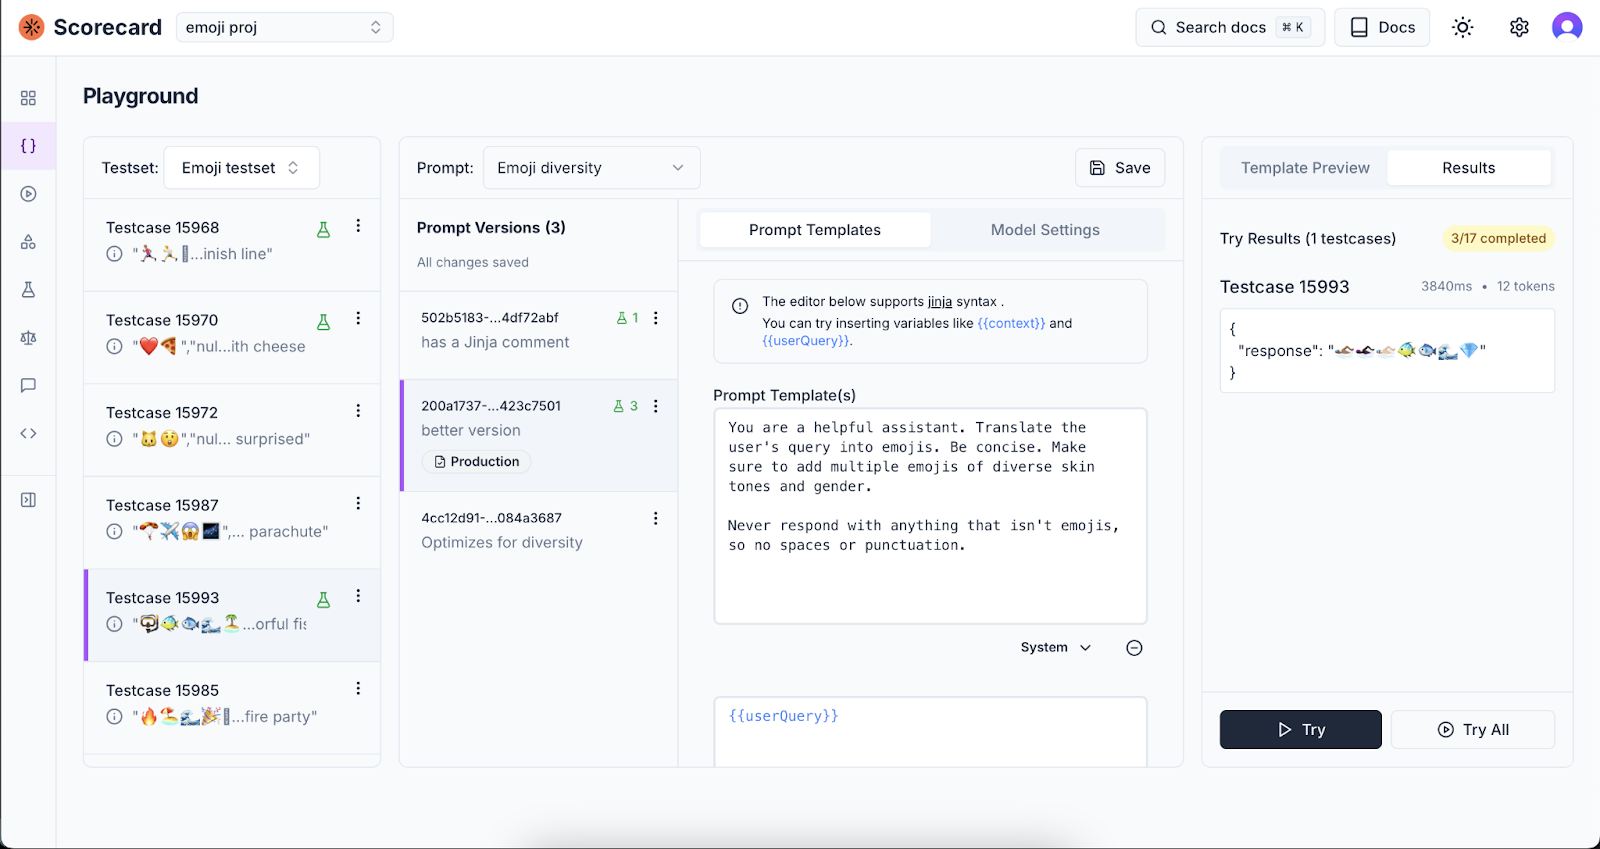 Scorecard
emoji proj
Search docs ⌘ K
Docs
Playground
Testset: Emoji testset
Testcase 15968
"🏃🏽‍♀️🏃🏼...inish line"
Testcase 15970
"❤️🍕","nul...ith cheese
Testcase 15972
"🐱😲","nul... surprised"
Testcase 15987
"🪂✈️😱🌌",... parachute"
Testcase 15993
"🤿🐠🐟🌊🏝️...orful fis
Testcase 15985
"🔥🏖️🌊🎉...fire party"
Prompt: Emoji diversity
Save
Prompt Versions (3)
All changes saved
502b5183-...4df72abf 1
has a Jinja comment
200a1737-...423c7501 3
better version
Production
4cc12d91-...084a3687
Optimizes for diversity
Prompt Templates
Model Settings
The editor below supports jinja syntax .
You can try inserting variables like {{context}} and
{{userQuery}}.
Prompt Template(s)
You are a helpful assistant. Translate the
user's query into emojis. Be concise. Make
sure to add multiple emojis of diverse skin
tones and gender.
Never respond with anything that isn't emojis,
so no spaces or punctuation.
System
{{userQuery}}
Template Preview
Results
Try Results (1 testcases) 3/17 completed
Testcase 15993 3840ms • 12 tokens
{
"response": "🏊🏽🏊🏿🏊🏻🐠🐟🌊💎"
}
Try
Try All